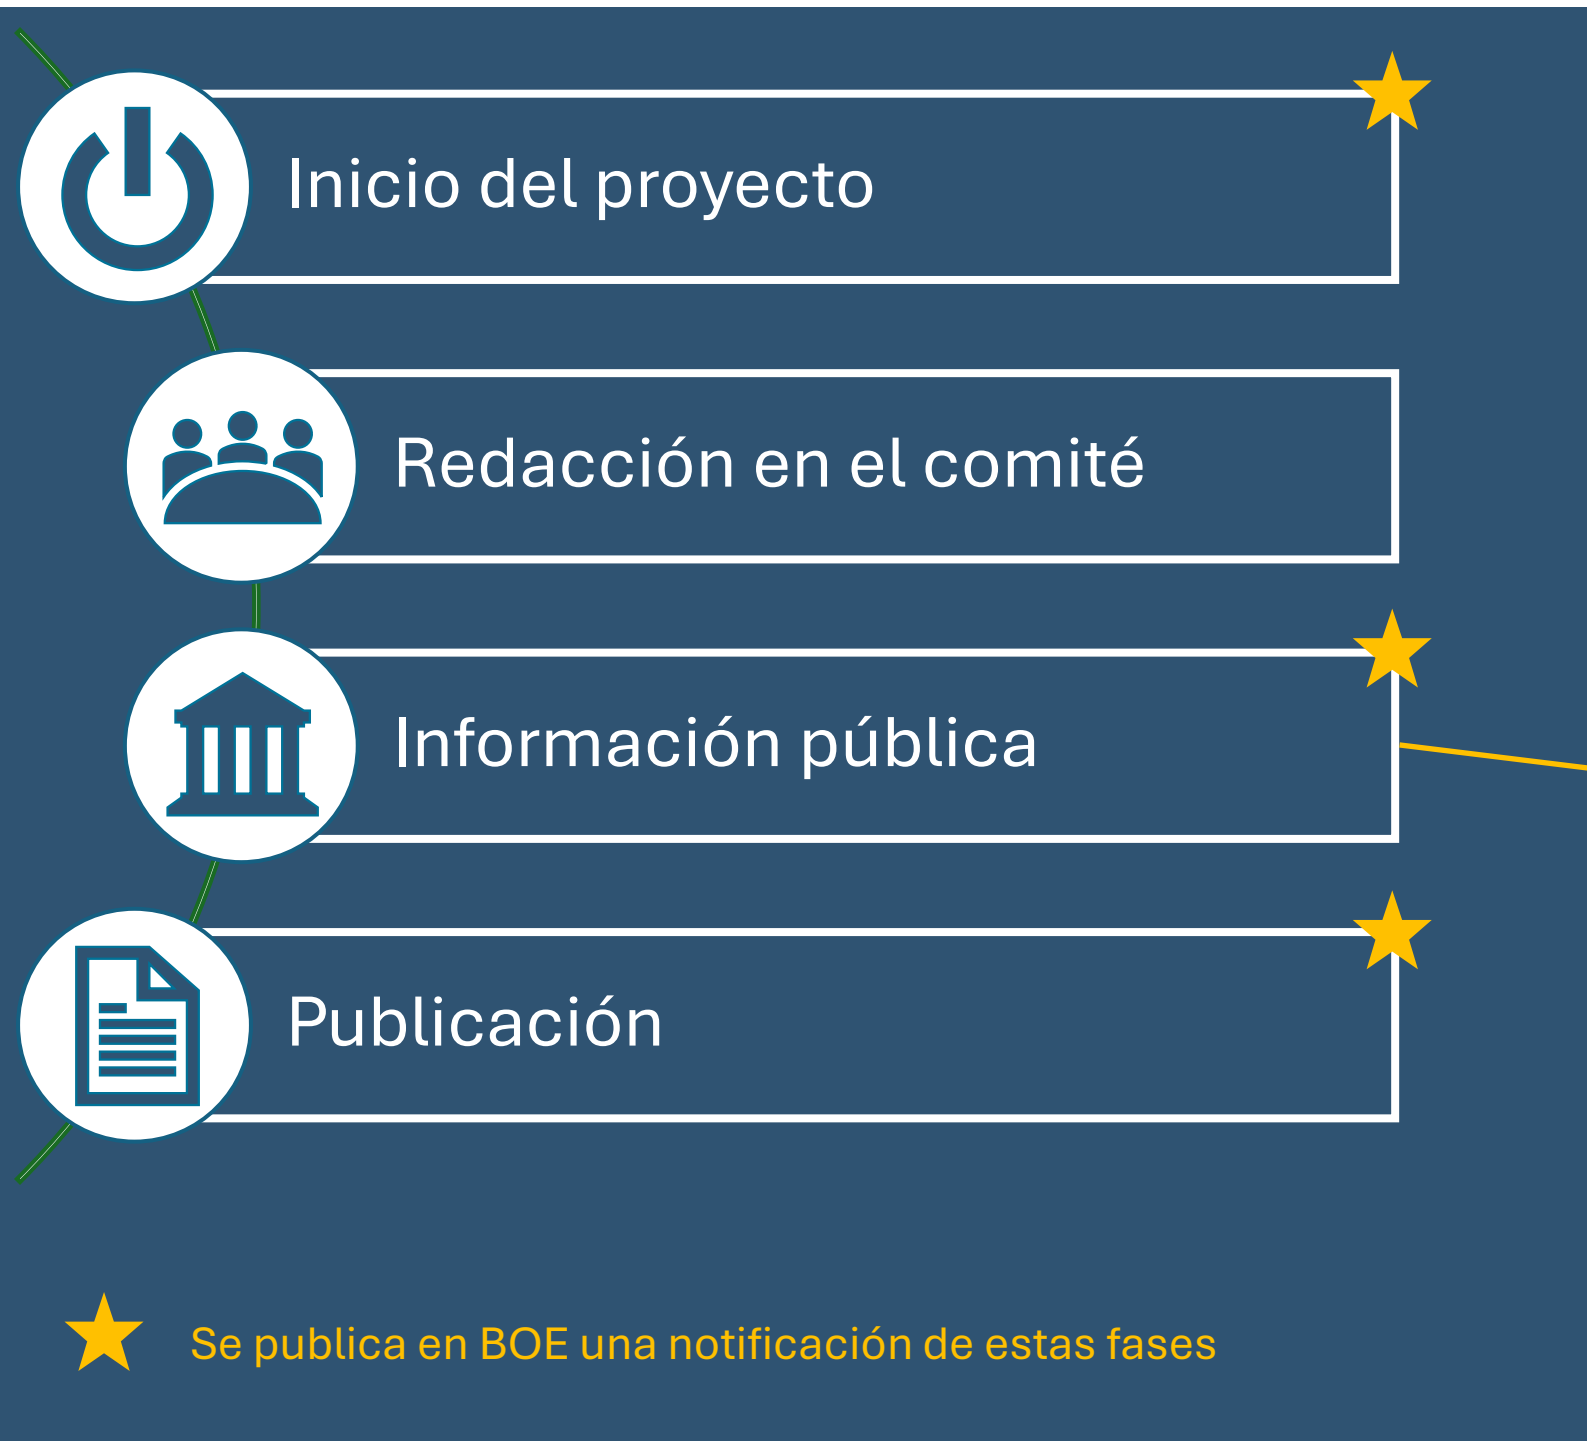 Inicio del proyecto
Redacción en el comité
Información pública
Publicación
Se publica en BOE una notificación de estas fases